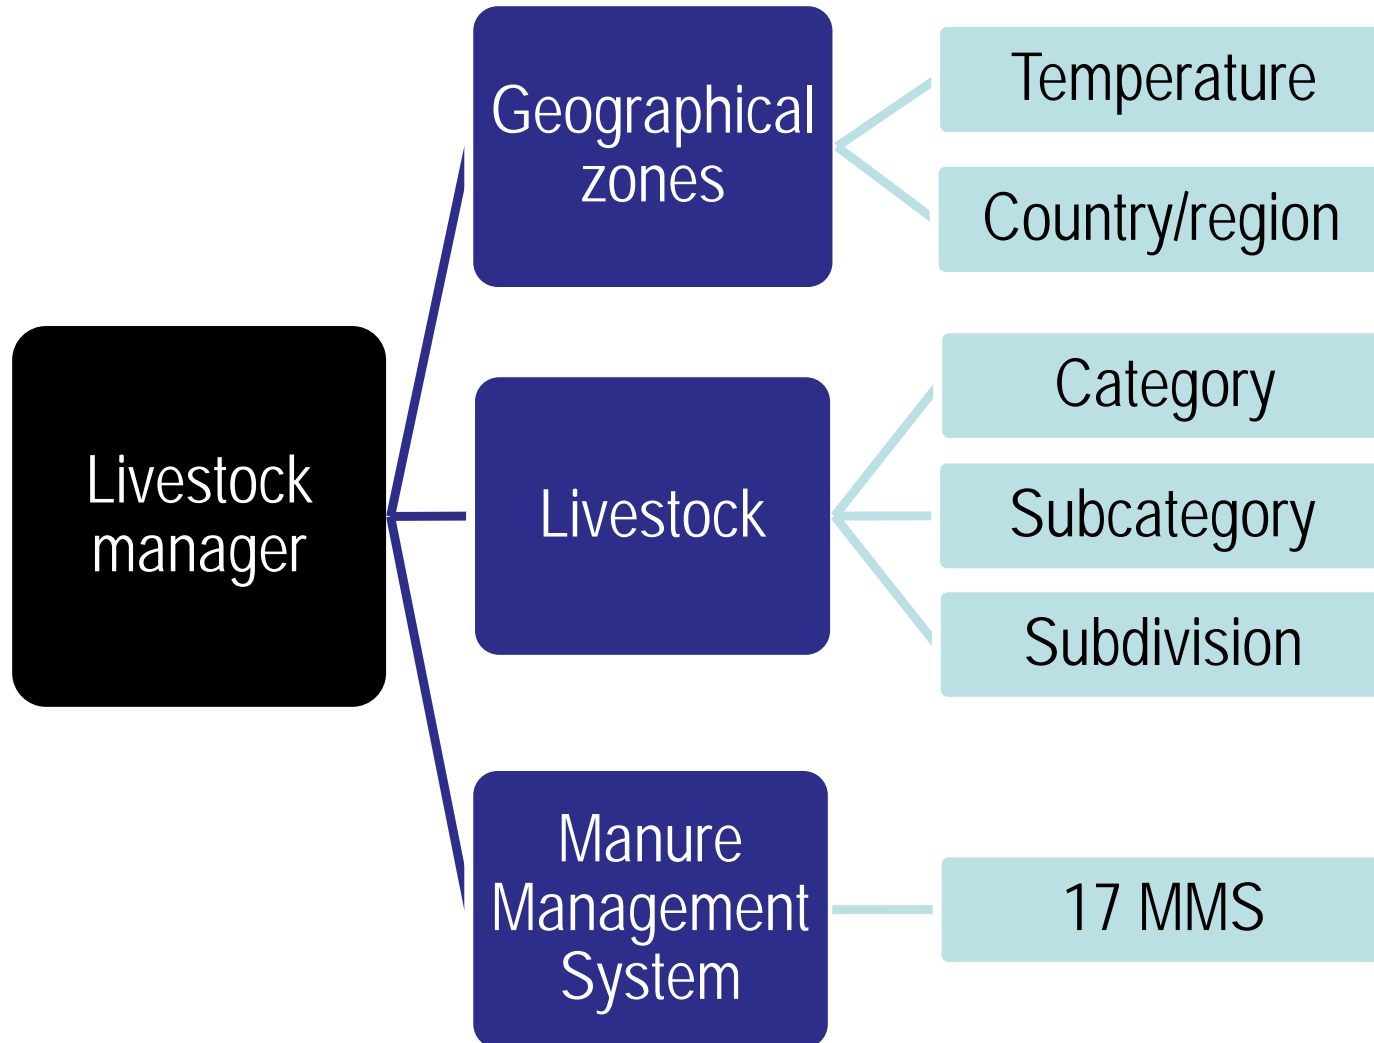 Livestock
manager
Geographical
zones
Temperature
Country/region
Livestock
Category
Subcategory
Subdivision
Manure
Management
System
17 MMS